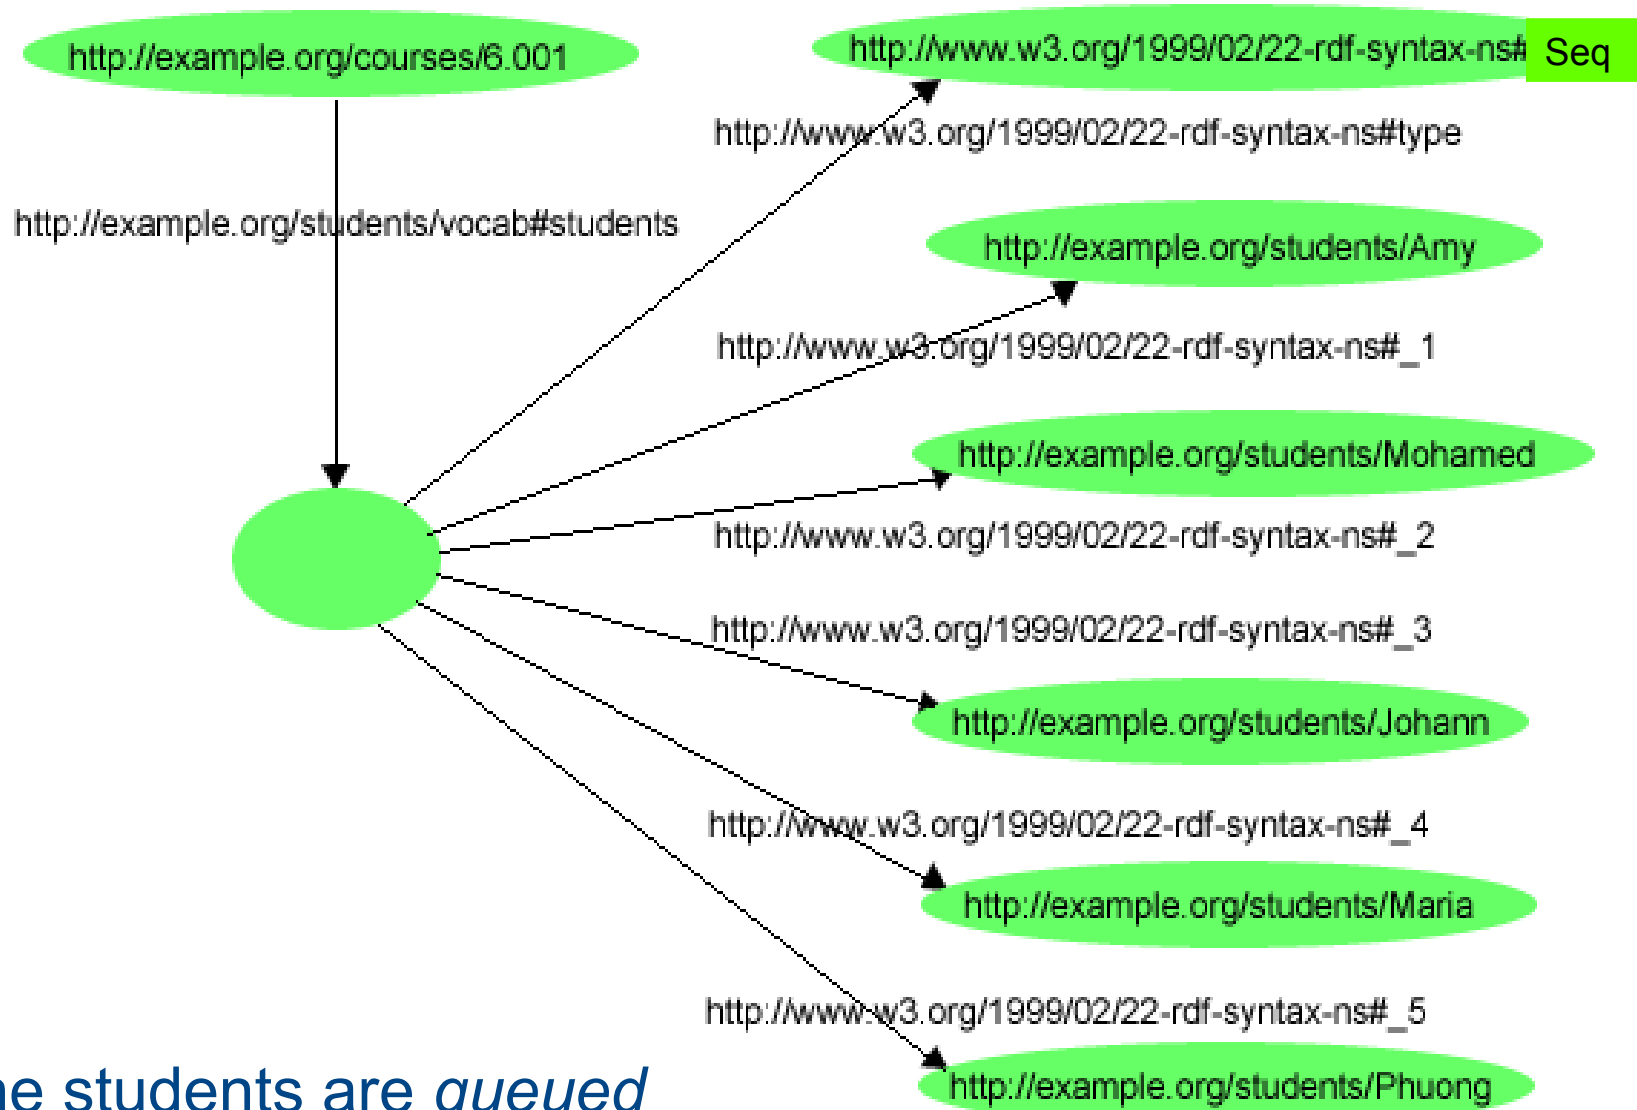 http://example.org/courses/6.001
http://www.w3.org/1999/02/22-rdf-syntax-ns# Seq
http://www.w3.org/1999/02/22-rdf-syntax-ns#type
http://example.org/students/vocab#students
http://example.org/students/Amy
http://www.w3.org/1999/02/22-rdf-syntax-ns#_1
http://example.org/students/Mohamed
http://www.w3.org/1999/02/22-rdf-syntax-ns#_2
http://www.w3.org/1999/02/22-rdf-syntax-ns#_3
http://example.org/students/Johann
http://www.w3.org/1999/02/22-rdf-syntax-ns#_4
http://example.org/students/Maria
http://www.w3.org/1999/02/22-rdf-syntax-ns#_5
http://example.org/students/Phuong
students are queued